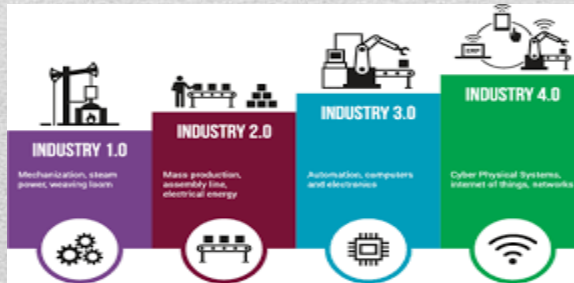 INDUSTRY 1.0
Mechanization, steam
power, weaving loom
INDUSTRY 2.0
Mass production,
assembly line,
electrical energy
INDUSTRY 3.0
Automation, computers
and electronics
ERP
INDUSTRY 4.0
Cyber Physical Systems,
internet of things, networks